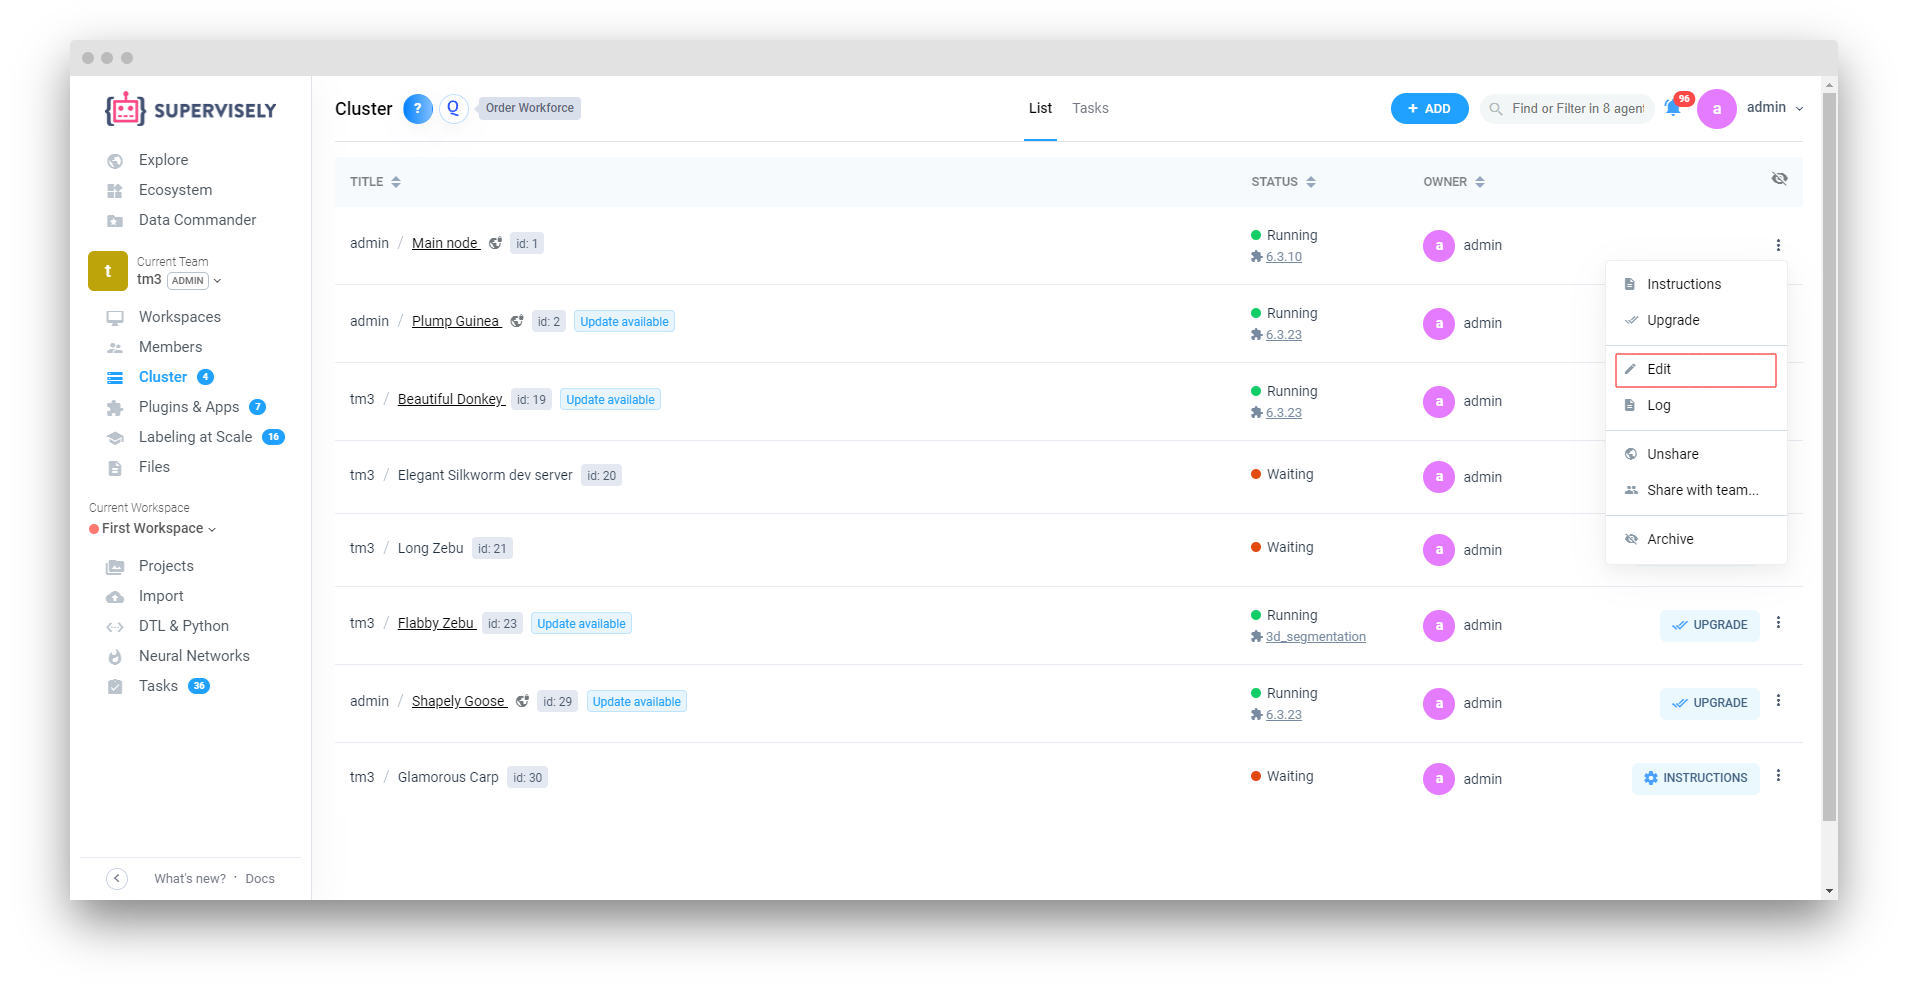 SUPERVISELY
Explore
Ecosystem
Data Commander
t
Current Team
tm3 ADMIN
Workspaces
Members
Cluster 4
Plugins & Apps 7
Labeling at Scale 16
Files
Current Workspace
First Workspace
Projects
Import
DTL & Python
Neural Networks
Tasks 36
What's new? · Docs
Cluster ? Q Order Workforce
List Tasks
+ ADD
Find or Filter in 8 agent
96
a admin
TITLE STATUS OWNER
admin / Main node id: 1 Running a admin
6.3.10
admin / Plump Guinea id: 2 Update available Running a admin
6.3.23
tm3 / Beautiful Donkey id: 19 Update available Running a admin
6.3.23
tm3 / Elegant Silkworm dev server id: 20 Waiting a admin
tm3 / Long Zebu id: 21 Waiting a admin
tm3 / Flabby Zebu id: 23 Update available Running a admin UPGRADE
3d_segmentation
admin / Shapely Goose id: 29 Update available Running a admin UPGRADE
6.3.23
tm3 / Glamorous Carp id: 30 Waiting a admin INSTRUCTIONS
Instructions
Upgrade
Edit
Log
Unshare
Share with team...
Archive